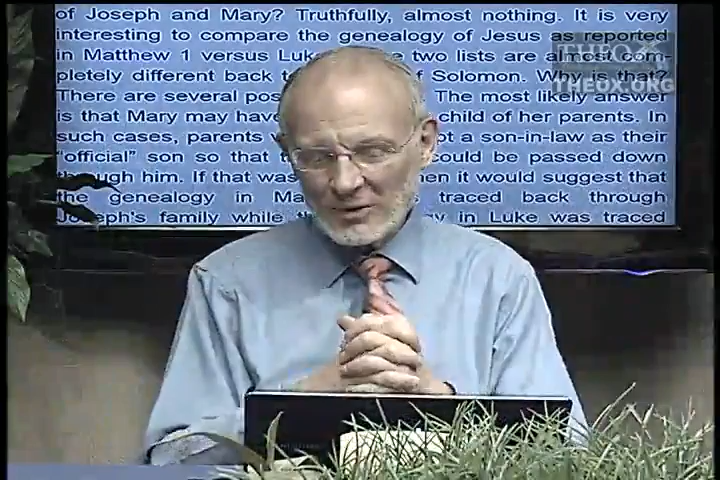 of Joseph and Mary? Truthfully, almost nothing. It is very
interesting to compare the genealogy of Jesus as reported
in Matthew 1 versus Luke two lists are almost com-
pletely different back t f Solomon. Why is that?
There are several pos The most likely answer
is that Mary may have child of her parents. In
such cases, parents a son-in-law as their
"official" son so that t could be passed down
through him. If that was en it would suggest that
the genealogy in Ma traced back through
Joseph's family while in Luke was traced
THEOX
THEOX.ORG